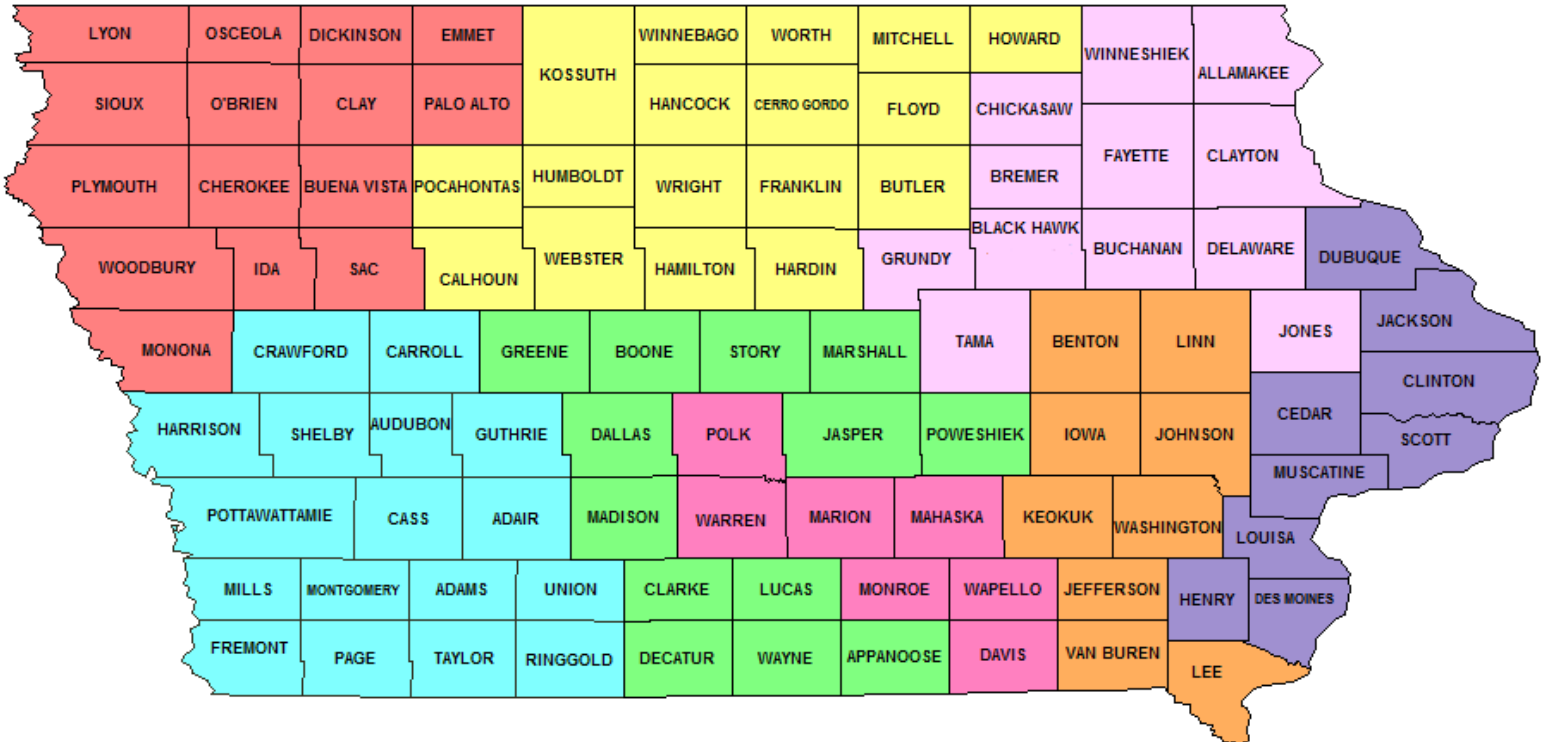 LYON
OSCEOLA
DICKINSON
EMMET
KOSSUTH
WINNEBAGO
WORTH
MITCHELL
HOWARD
WINNESHIEK
ALLAMAKEE
SIOUX
O'BRIEN
CLAY
PALO ALTO
HANCOCK
CERRO GORDO
FLOYD
CHICKASAW
FAYETTE
CLAYTON
PLYMOUTH
CHEROKEE
BUENA VISTA
POCAHONTAS
HUMBOLDT
WRIGHT
FRANKLIN
BUTLER
BREMER
BLACK HAWK
WOODBURY
IDA
SAC
CALHOUN
WEBSTER
HAMILTON
HARDIN
GRUNDY
BUCHANAN
DELAWARE
DUBUQUE
MONONA
CRAWFORD
CARROLL
GREENE
BOONE
STORY
MARSHALL
TAMA
BENTON
LINN
JONES
JACKSON
CLINTON
HARRISON
SHELBY
AUDUBON
GUTHRIE
DALLAS
POLK
JASPER
POWESHIEK
IOWA
JOHNSON
CEDAR
SCOTT
MUSCATINE
POTTAWATTAMIE
CASS
ADAIR
MADISON
WARREN
MARION
MAHASKA
KEOKUK
WASHINGTON
LOUISA
MILLS
MONTGOMERY
ADAMS
UNION
CLARKE
LUCAS
MONROE
WAPELLO
JEFFERSON
HENRY
DES MOINES
FREMONT
PAGE
TAYLOR
RINGGOLD
DECATUR
WAYNE
APPANOOSE
DAVIS
VAN BUREN
LEE